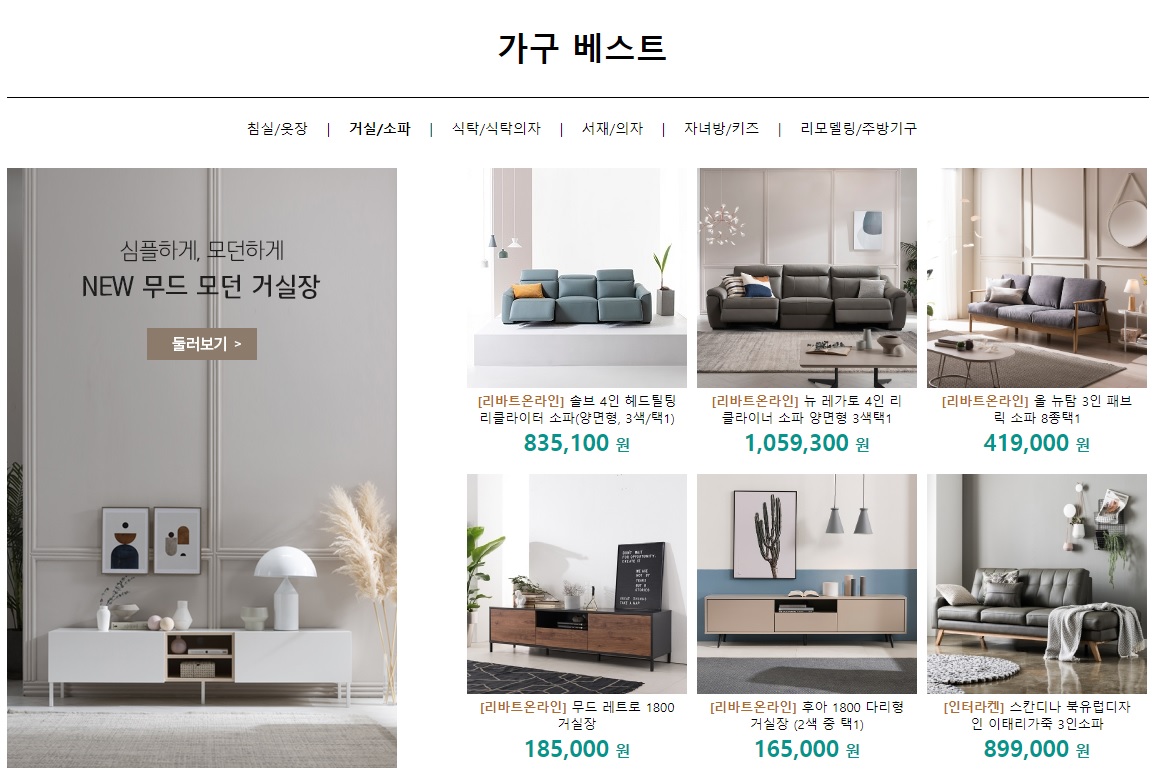 가구 베스트
침실/옷장 | 거실/소파 | 식탁/식탁의자 | 서재/의자 | 자녀방/키즈 | 리모델링/주방기구
심플하게, 모던하게
NEW 무드 모던 거실장
둘러보기 >
[리바트온라인] 솔브 4인 헤드틸팅
리클라이터 소파(양면형, 3색/택1)
835,100 원
[리바트온라인] 뉴 레가토 4인 리
클라이너 소파 양면형 3색택1
1,059,300 원
[리바트온라인] 올 뉴탐 3인 패브
릭 소파 8종택1
419,000 원
DON'T WAIT
FOR OPPORTUNITY.
CREATE IT
[리바트온라인] 무드 레트로 1800
거실장
185,000 원
[리바트온라인] 후아 1800 다리형
거실장 (2색 중 택1)
165,000 원
[인터라켄] 스칸디나 북유럽디자
인 이태리가죽 3인소파
899,000 원